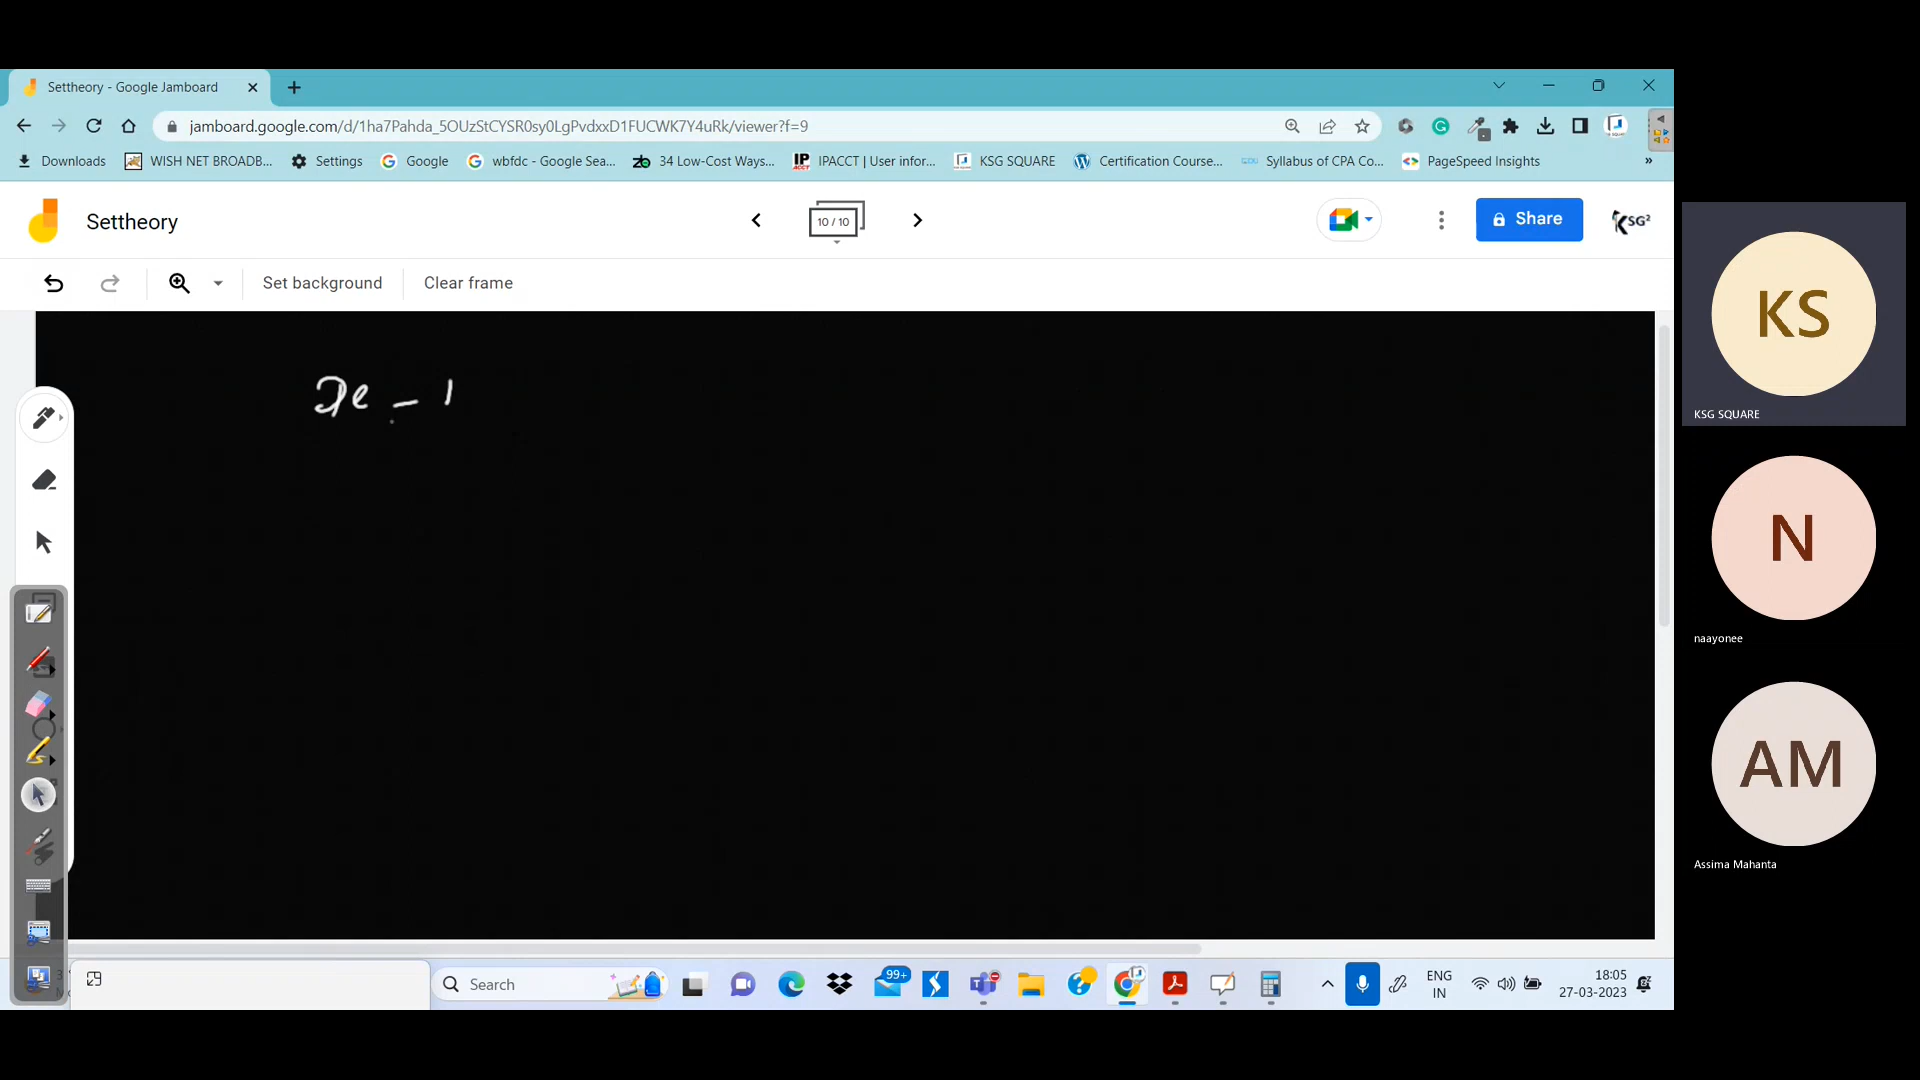 Settheory - Google Jamboard
jamboard.google.com/d/1ha7Pahda_5OUzStCYSR0sy0LgPvdxxD1FUCWK7Y4uRk/viewer?f=9
Downloads WISH NET BROADB... Settings Google wbfdc - Google Sea... 34 Low-Cost Ways... IPACCT | User infor... KSG SQUARE Certification Course... Syllabus of CPA Co... PageSpeed Insights »
Settheory 10 / 10 Share KSG²
Set background Clear frame
- 1
KS
KSG SQUARE
N
naayonee
AM
Assima Mahanta
Search 99+ ENG IN 18:05 27-03-2023